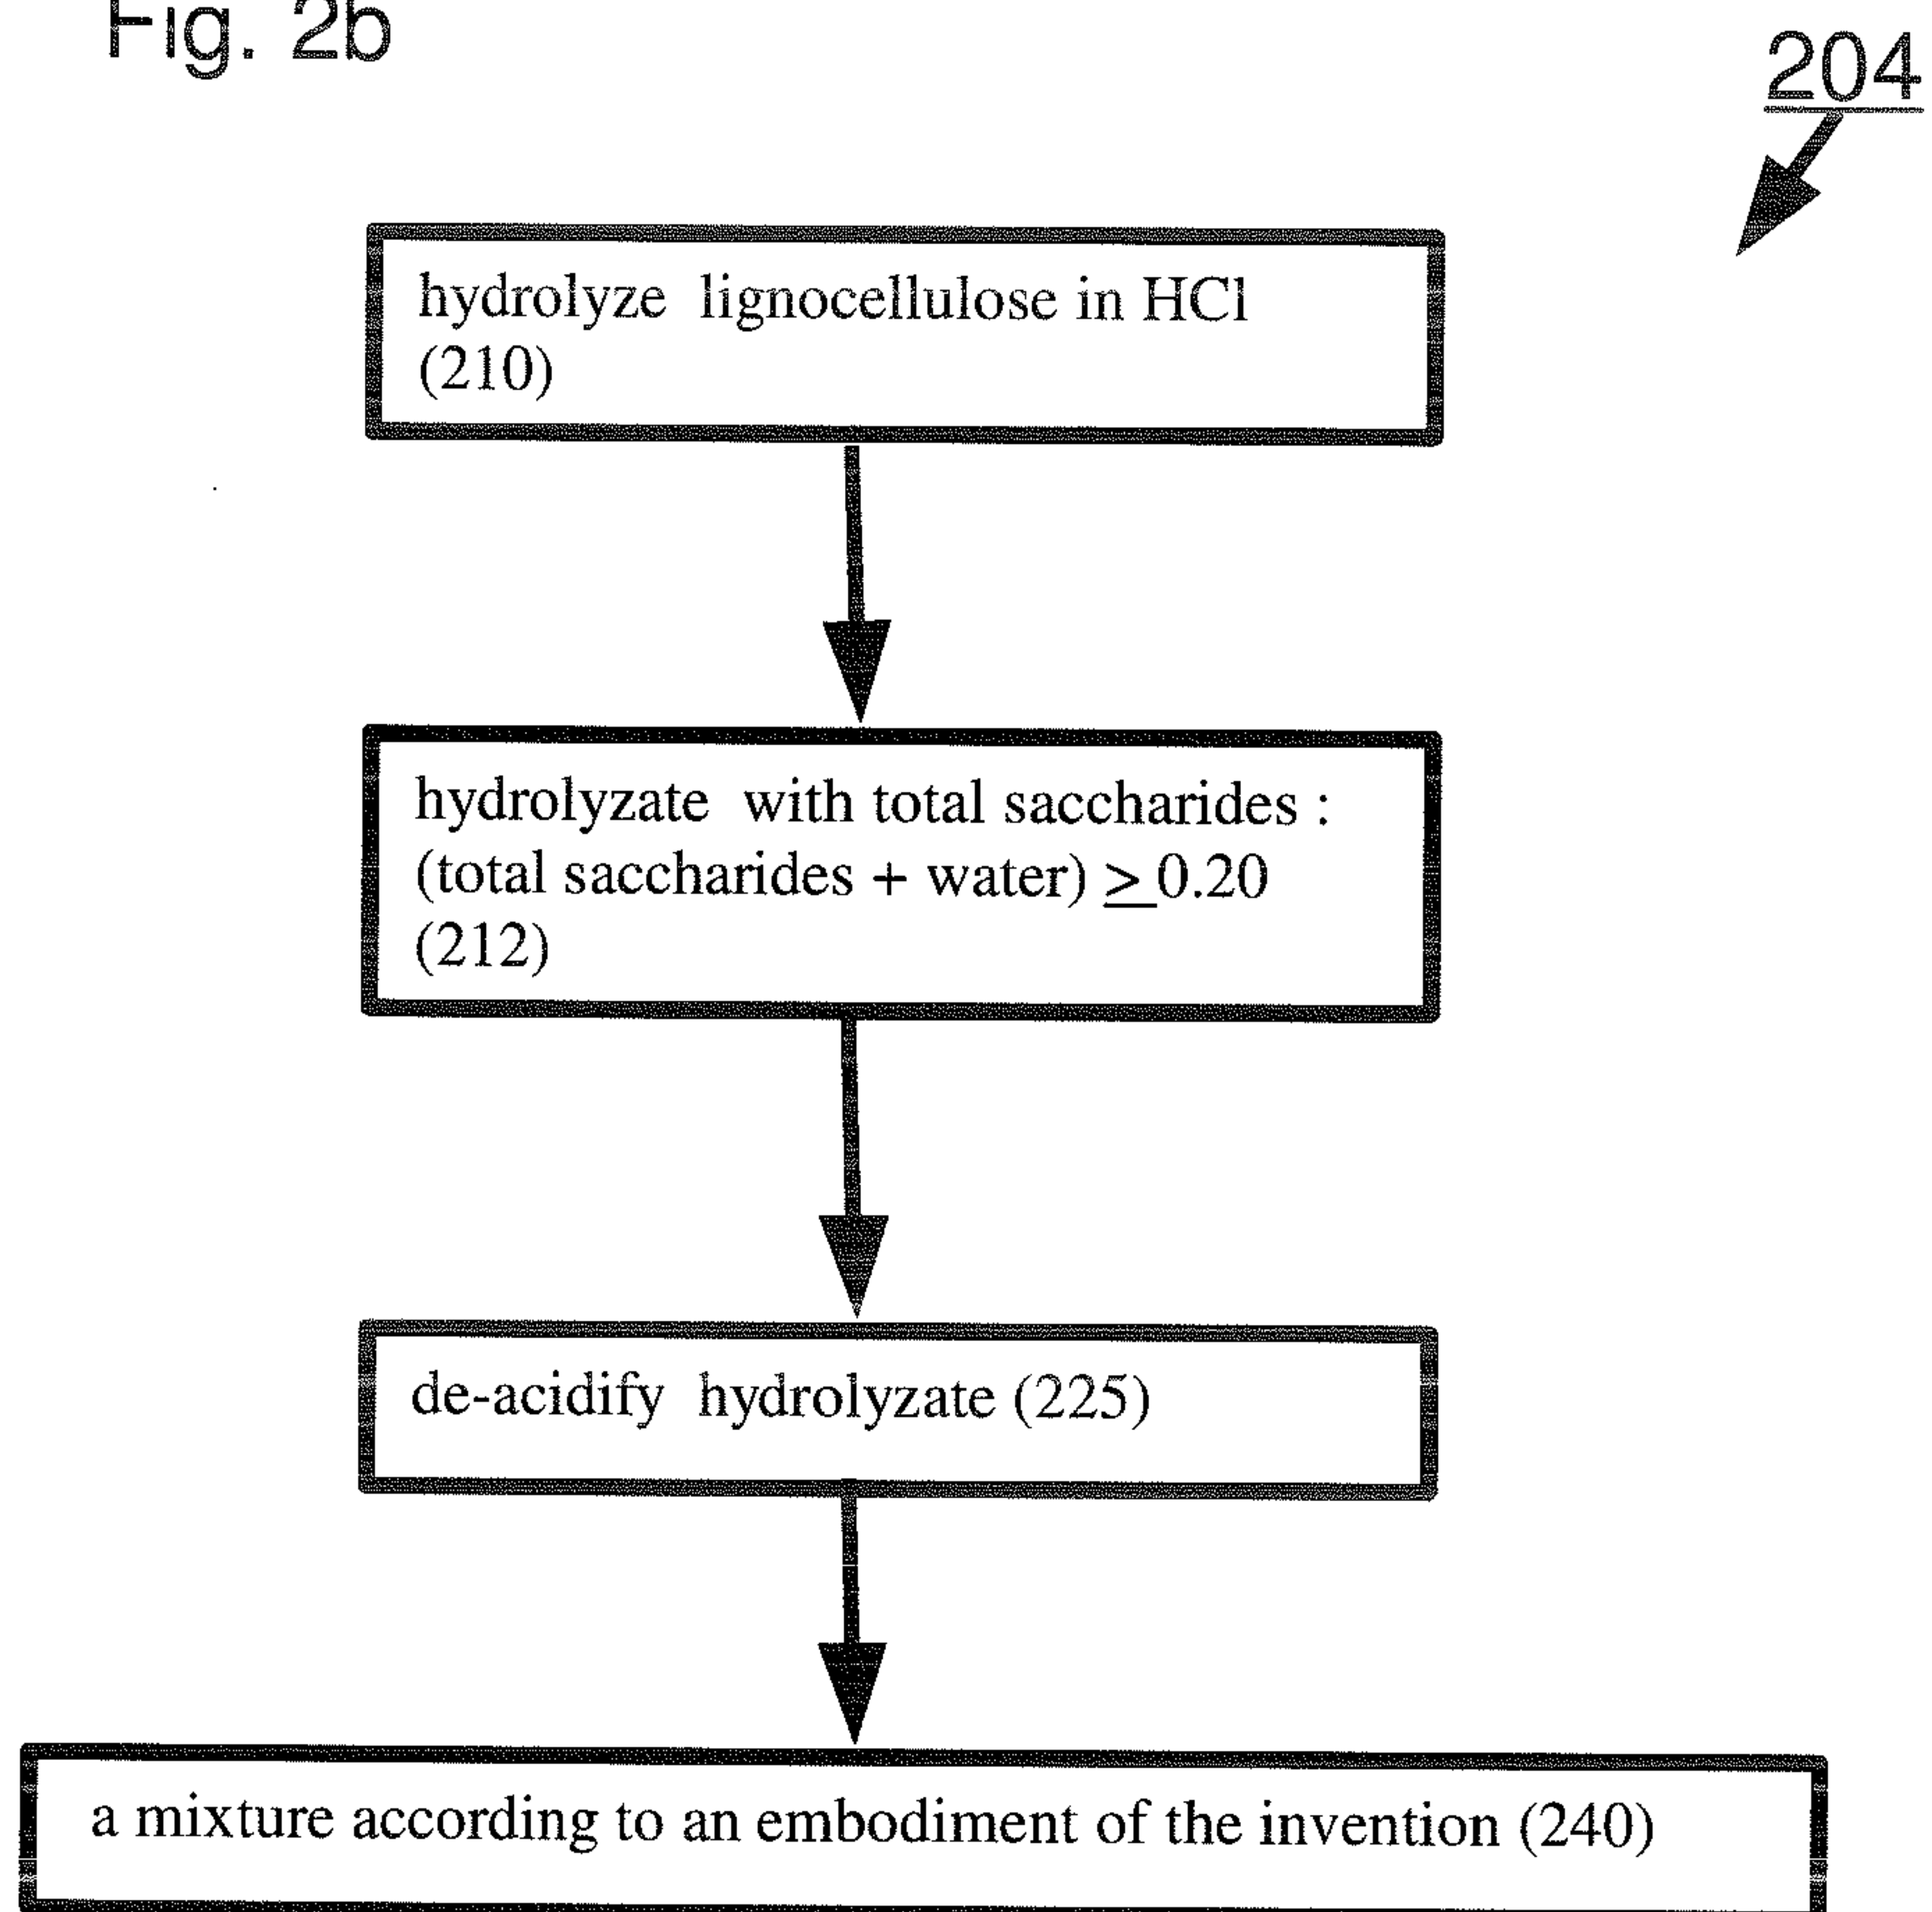 Fig. 2b
204
hydrolyze lignocellulose in HCl
(210)
hydrolyzate with total saccharides :
(total saccharides + water) ≥ 0.20
(212)
de-acidify hydrolyzate (225)
a mixture according to an embodiment of the invention (240)